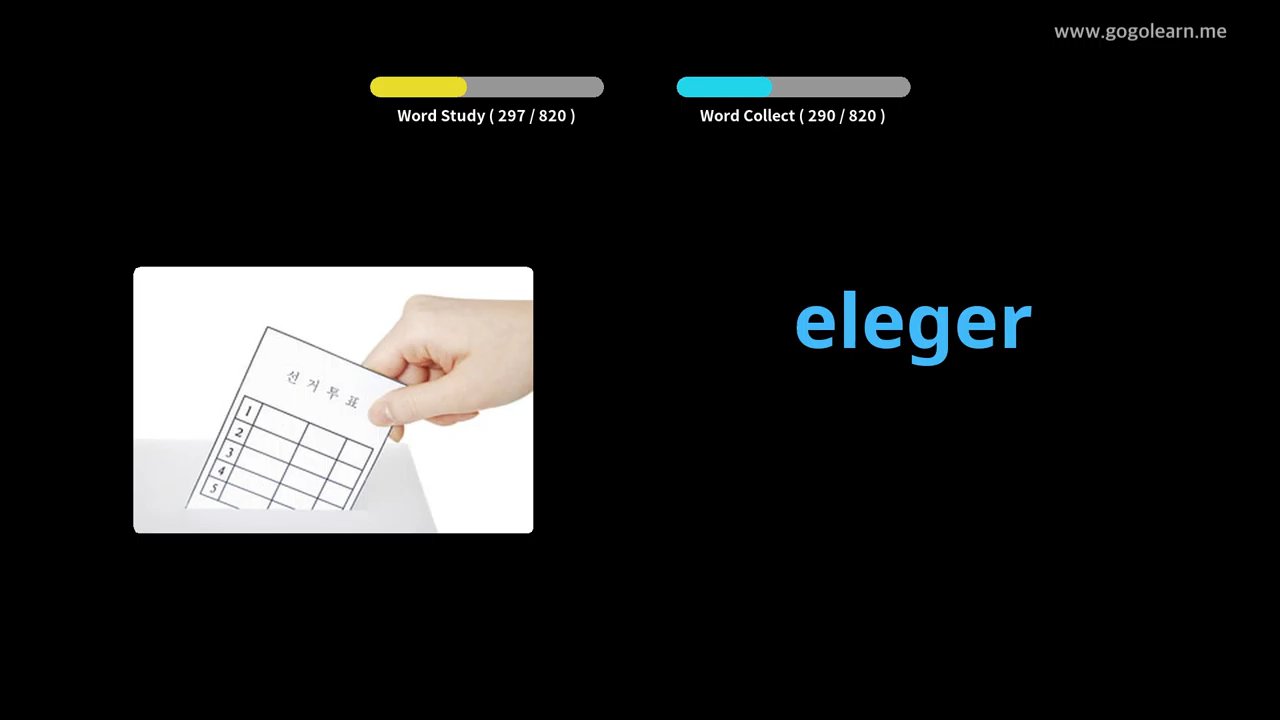 www.gogolearn.me
Word Study ( 297 / 820 )
Word Collect ( 290 / 820 )
eleger
선거투표
1
2
3
4
5